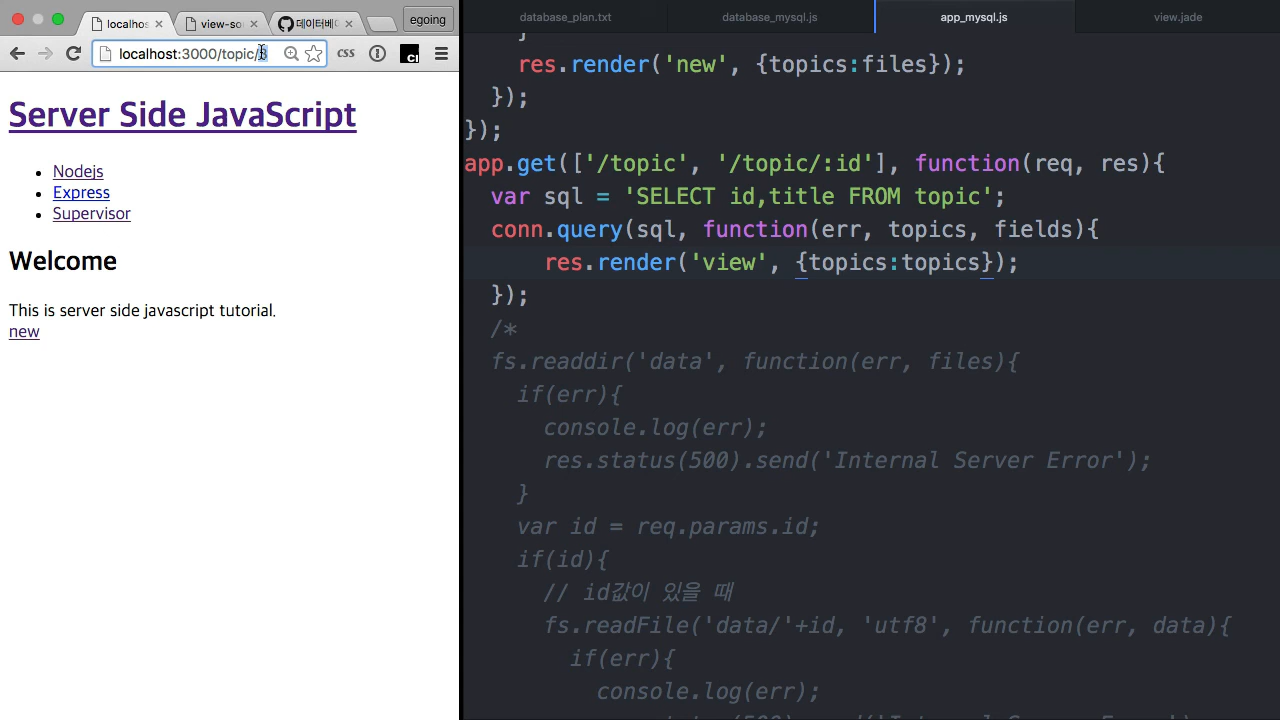 localhos
view-sou
데이터베이
egoing
localhost:3000/topic/
css
Server Side JavaScript
Nodejs
Express
Supervisor
Welcome
This is server side javascript tutorial.
new
database_plan.txt
database_mysql.js
app_mysql.js
view.jade
}
res.render('new', {topics:files});
});
});
app.get(['/topic', '/topic/:id'], function(req, res){
var sql = 'SELECT id,title FROM topic';
conn.query(sql, function(err, topics, fields){
res.render('view', {topics:topics});
});
/*
fs.readdir('data', function(err, files){
if(err){
console.log(err);
res.status(500).send('Internal Server Error');
}
var id = req.params.id;
if(id){
// id값이 있을 때
fs.readFile('data/'+id, 'utf8', function(err, data){
if(err){
console.log(err);